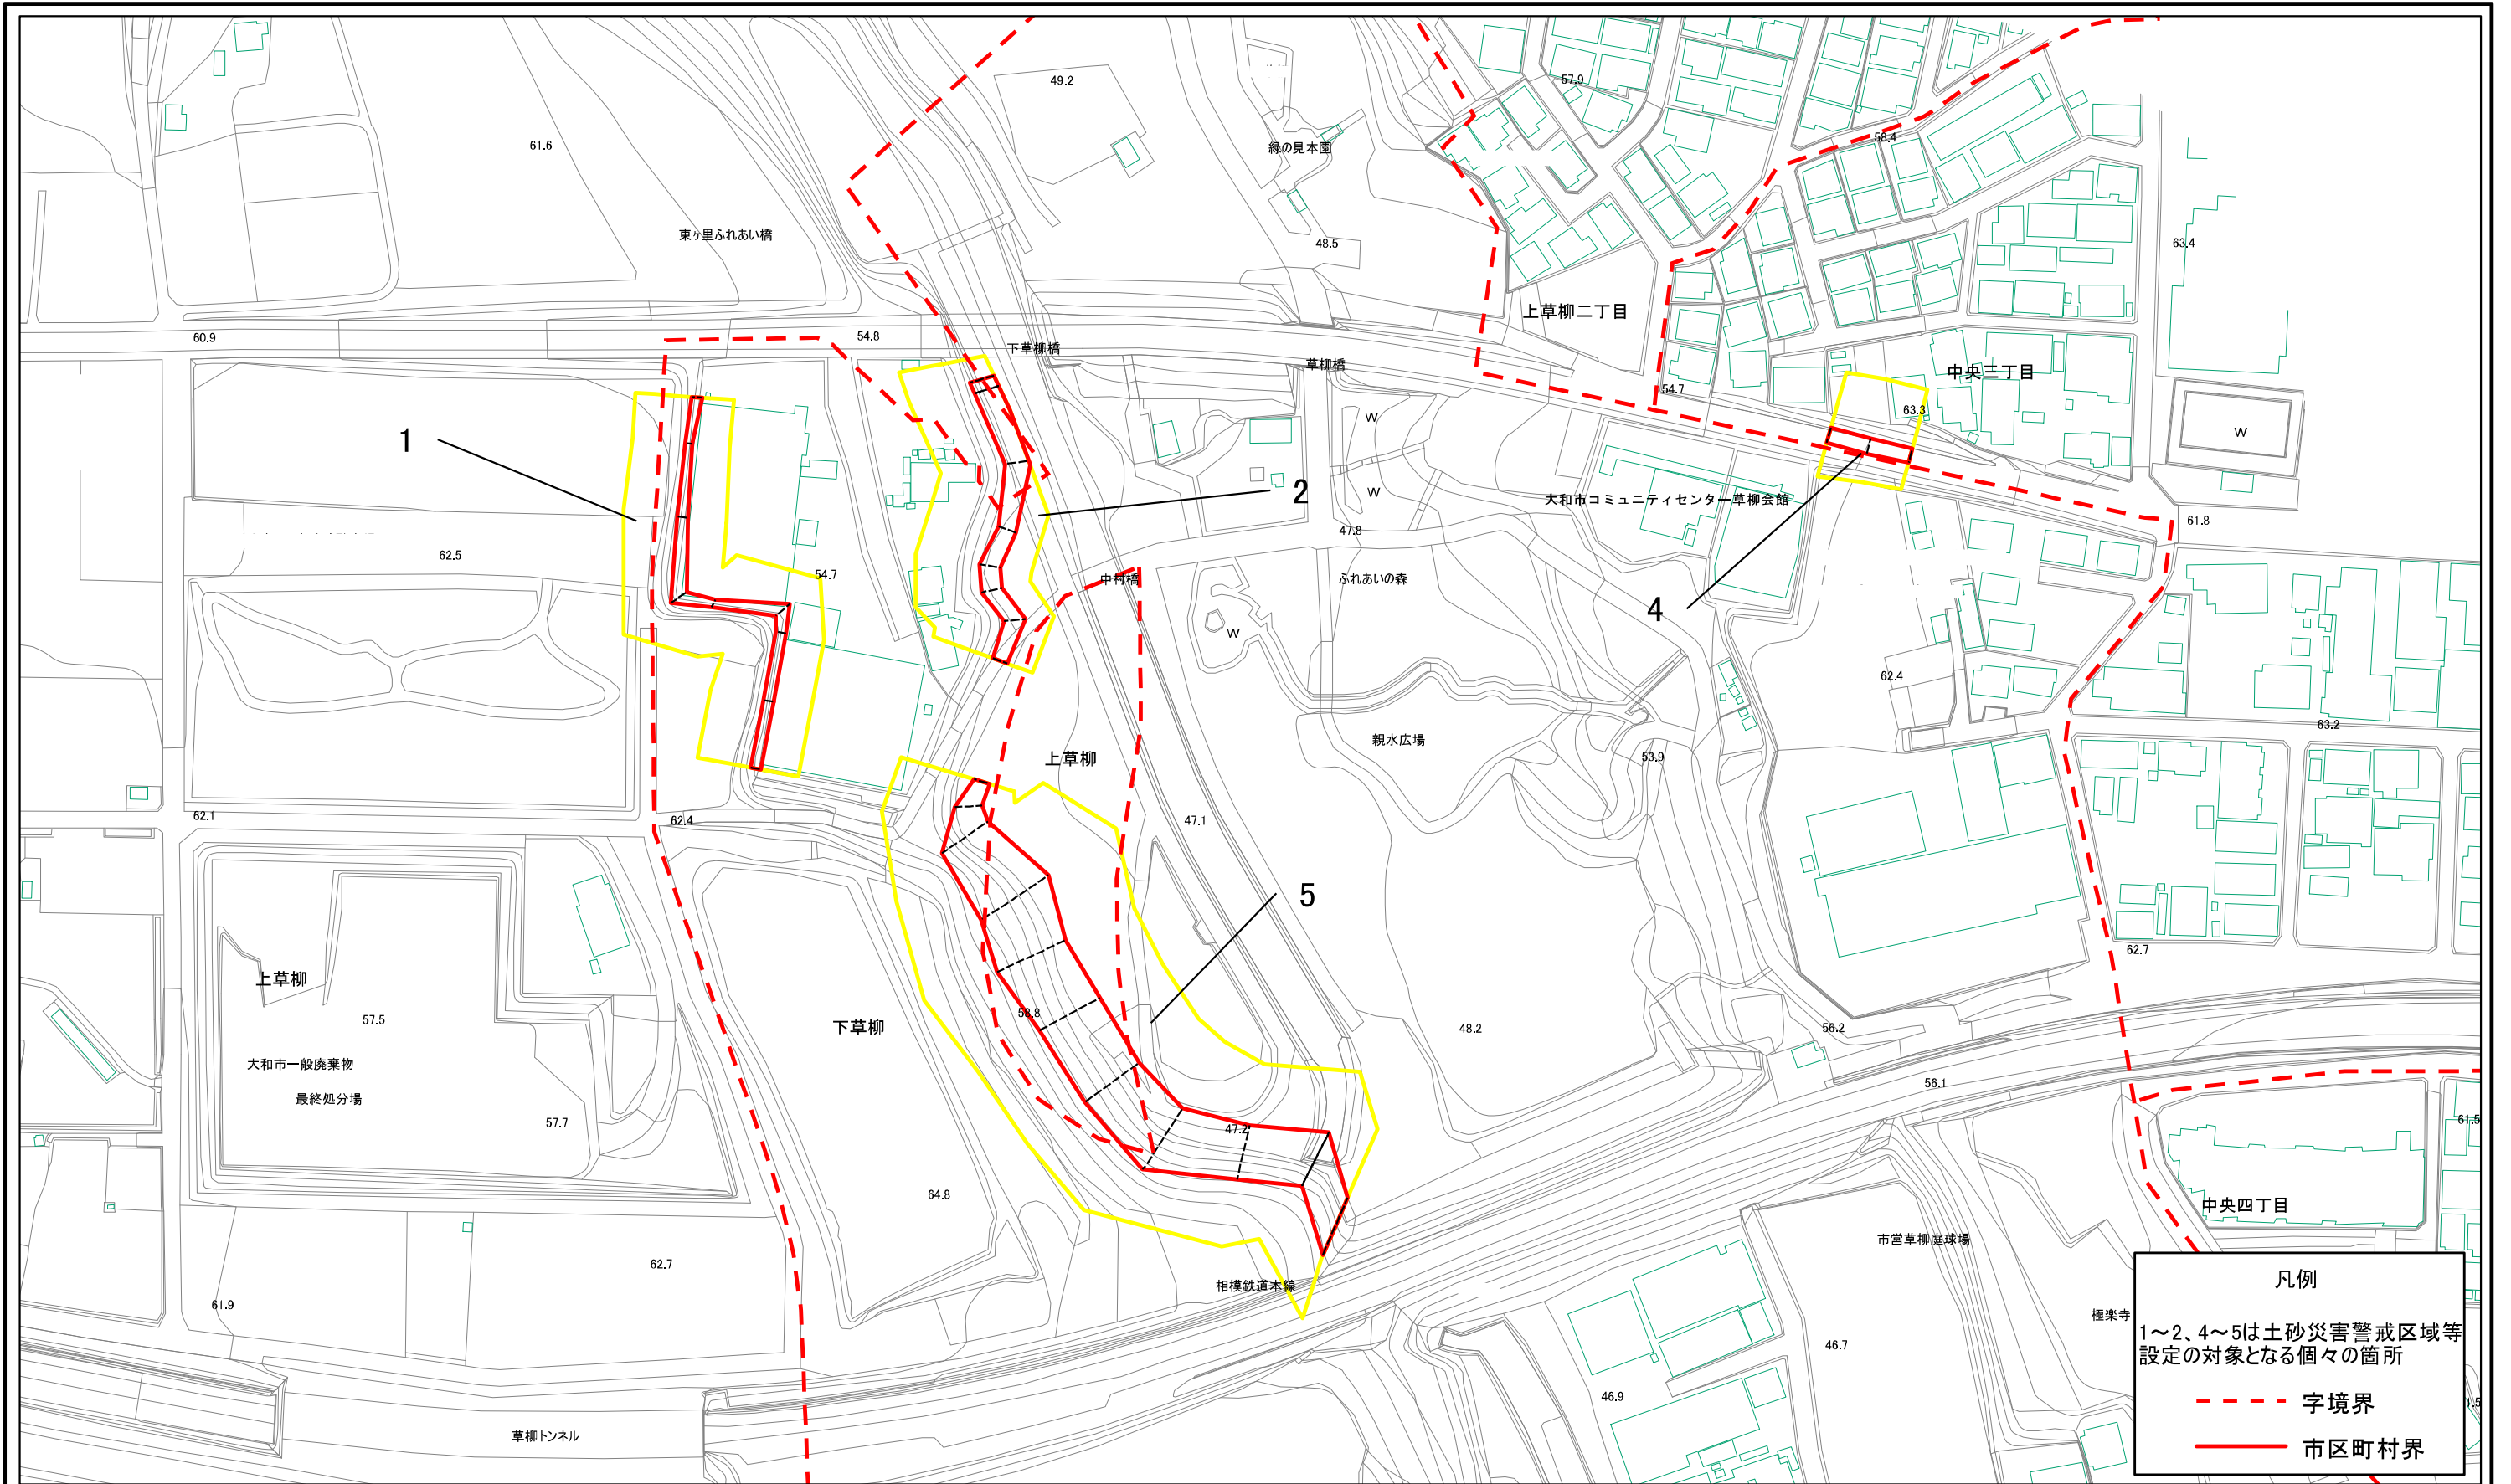 49.2
57.9
58.4
61.6
緑の見本園
東ヶ里ふれあい橋
48.5
63.4
上草柳二丁目
60.9
54.8
下草柳橋
草柳橋
中央三丁目
54.7
63.3
W
W
1
2
W
大和市コミュニティセンター草柳会館
61.8
47.8
62.5
54.7
中村橋
ふれあいの森
4
W
62.4
63.2
親水広場
上草柳
53.9
62.1
62.4
47.1
5
62.7
上草柳
57.5
58.8
下草柳
48.2
56.2
大和市一般廃棄物
最終処分場
56.1
57.7
47.2
61.5
64.8
中央四丁目
市営草柳庭球場
62.7
相模鉄道本線
61.9
極楽寺
46.7
46.9
草柳トンネル
凡例
1～2、4～5は土砂災害警戒区域等
設定の対象となる個々の箇所
字境界
市区町村界